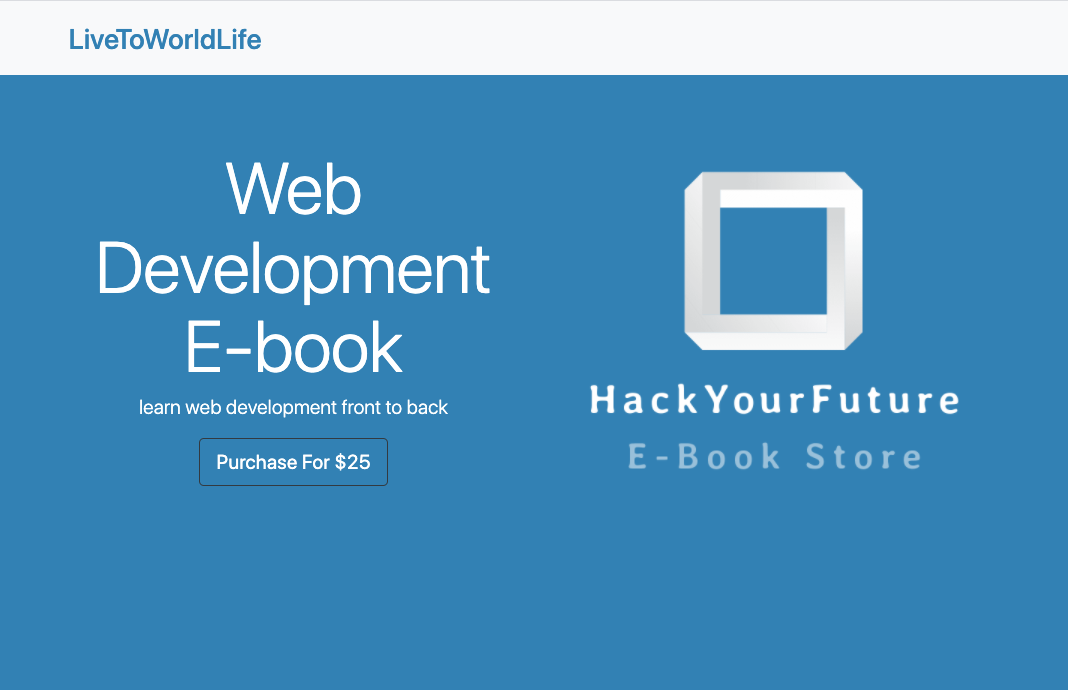 LiveToWorldLife
Web
Development
E-book
learn web development front to back
Purchase For $25
HackYourFuture
E-Book Store